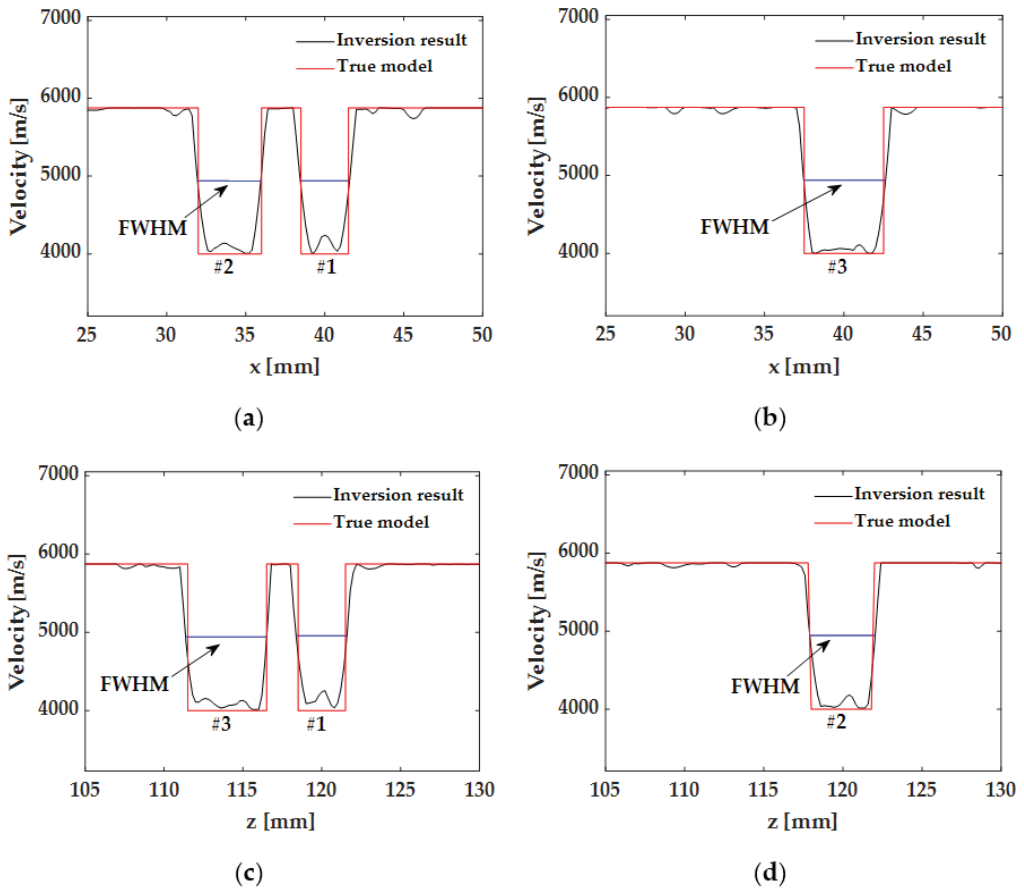 7000
6000
5000
4000
Velocity [m/s]
Inversion result
True model
FWHM
#2
#1
25 30 35 40 45 50
x [mm]
(a)
7000
6000
5000
4000
Velocity [m/s]
Inversion result
True model
FWHM
#3
25 30 35 40 45 50
x [mm]
(b)
7000
6000
5000
4000
Velocity [m/s]
Inversion result
True model
FWHM
#3
#1
105 110 115 120 125 130
z [mm]
(c)
7000
6000
5000
4000
Velocity [m/s]
Inversion result
True model
FWHM
#2
105 110 115 120 125 130
z [mm]
(d)